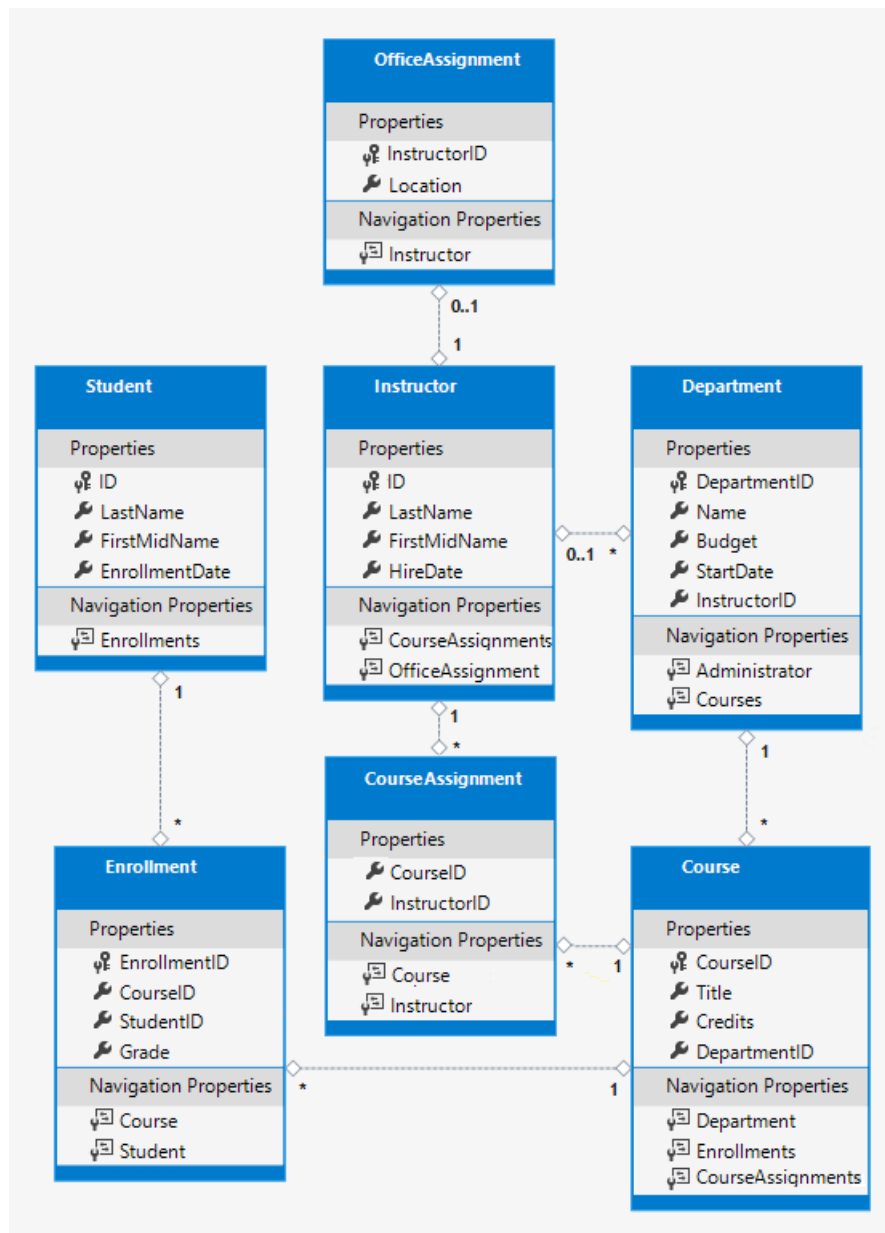 OfficeAssignment
Properties
InstructorID
Location
Navigation Properties
Instructor
0..1
1
Student
Properties
ID
LastName
FirstMidName
EnrollmentDate
Navigation Properties
Enrollments
Instructor
Properties
ID
LastName
FirstMidName
HireDate
Navigation Properties
CourseAssignments
OfficeAssignment
0..1 *
Department
Properties
DepartmentID
Name
Budget
StartDate
InstructorID
Navigation Properties
Administrator
Courses
1
*
1
*
1
*
Enrollment
Properties
EnrollmentID
CourseID
StudentID
Grade
Navigation Properties
Course
Student
CourseAssignment
Properties
CourseID
InstructorID
Navigation Properties
Course
Instructor
* 1
* 1
Course
Properties
CourseID
Title
Credits
DepartmentID
Navigation Properties
Department
Enrollments
CourseAssignments